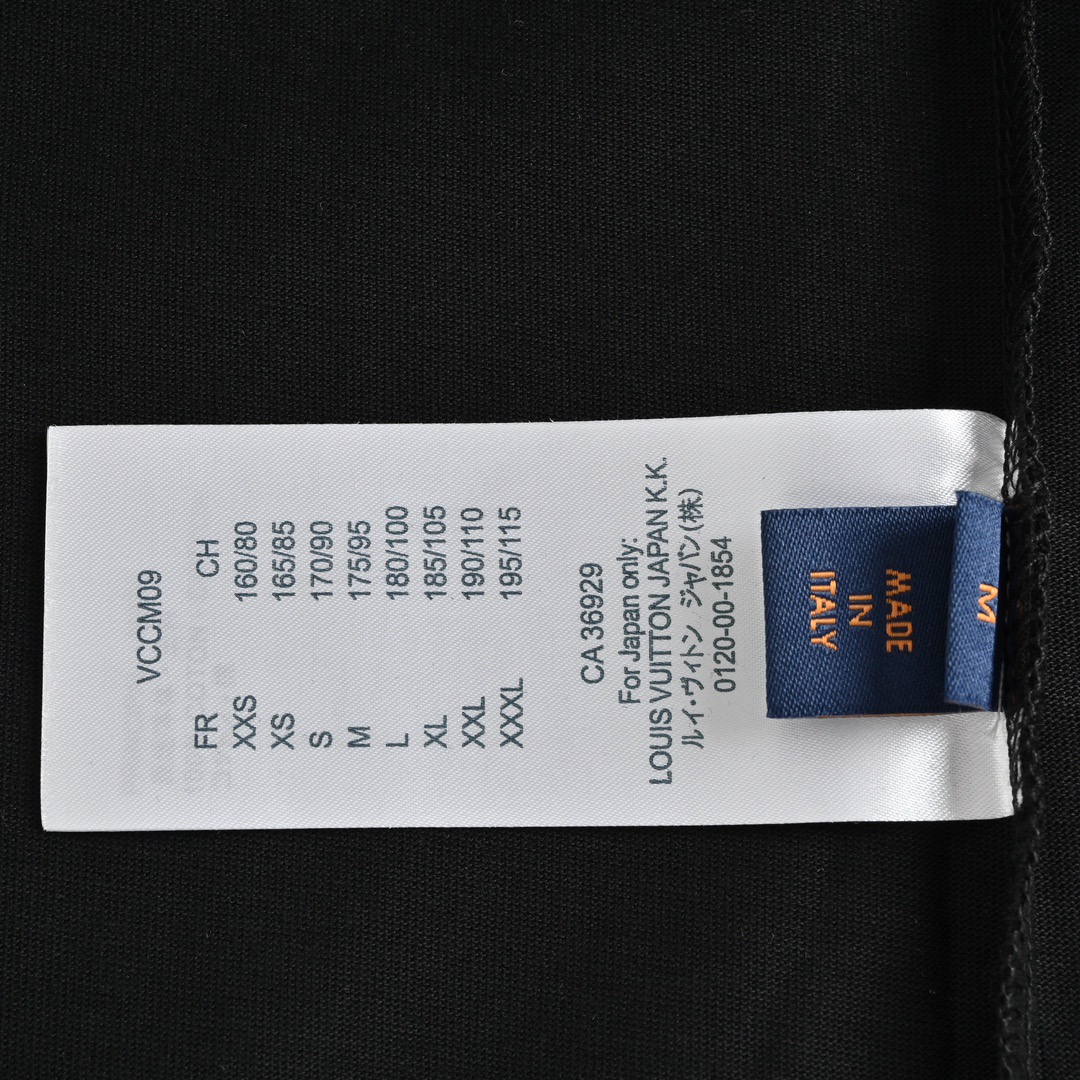 VCCM09
FR CH
XXS 160/80
XS 165/85
S 170/90
M 175/95
L 180/100
XL 185/105
XXL 190/110
XXXL 195/115
CA 36929
For Japan only:
LOUIS VUITTON JAPAN K.K.
ルイ・ヴィトン ジャパン(株)
0120-00-1854
MADE
IN
ITALY
M